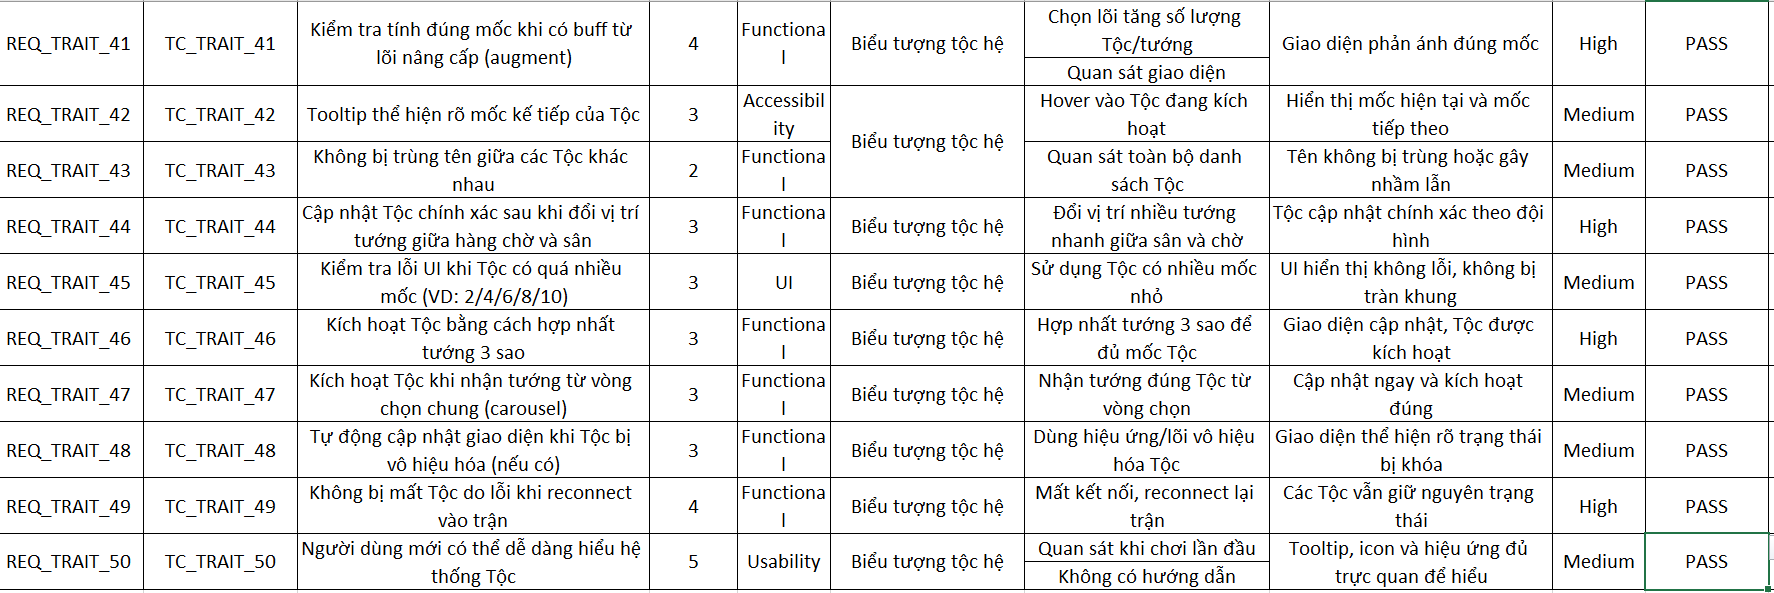 REQ_TRAIT_41 TC_TRAIT_41 Kiểm tra tính đúng mốc khi có buff từ
lõi nâng cấp (augment) 4 Functiona
l Biểu tượng tộc hệ Chọn lõi tăng số lượng
Tộc/tướng
Quan sát giao diện Giao diện phản ánh đúng mốc High PASS
REQ_TRAIT_42 TC_TRAIT_42 Tooltip thể hiện rõ mốc kế tiếp của Tộc 3 Accessibil
ity Biểu tượng tộc hệ Hover vào Tộc đang kích
hoạt Hiển thị mốc hiện tại và mốc
tiếp theo Medium PASS
REQ_TRAIT_43 TC_TRAIT_43 Không bị trùng tên giữa các Tộc khác
nhau 2 Functiona
l Quan sát toàn bộ danh
sách Tộc Tên không bị trùng hoặc gây
nhầm lẫn Medium PASS
REQ_TRAIT_44 TC_TRAIT_44 Cập nhật Tộc chính xác sau khi đổi vị trí
tướng giữa hàng chờ và sân 3 Functiona
l Biểu tượng tộc hệ Đổi vị trí nhiều tướng
nhanh giữa sân và chờ Tộc cập nhật chính xác theo đội
hình High PASS
REQ_TRAIT_45 TC_TRAIT_45 Kiểm tra lỗi UI khi Tộc có quá nhiều
mốc (VD: 2/4/6/8/10) 3 UI Biểu tượng tộc hệ Sử dụng Tộc có nhiều mốc
nhỏ UI hiển thị không lỗi, không bị
tràn khung Medium PASS
REQ_TRAIT_46 TC_TRAIT_46 Kích hoạt Tộc bằng cách hợp nhất
tướng 3 sao 3 Functiona
l Biểu tượng tộc hệ Hợp nhất tướng 3 sao để
đủ mốc Tộc Giao diện cập nhật, Tộc được
kích hoạt High PASS
REQ_TRAIT_47 TC_TRAIT_47 Kích hoạt Tộc khi nhận tướng từ vòng
chọn chung (carousel) 3 Functiona
l Biểu tượng tộc hệ Nhận tướng đúng Tộc từ
vòng chọn Cập nhật ngay và kích hoạt
đúng Medium PASS
REQ_TRAIT_48 TC_TRAIT_48 Tự động cập nhật giao diện khi Tộc bị
vô hiệu hóa (nếu có) 3 Functiona
l Biểu tượng tộc hệ Dùng hiệu ứng/lõi vô hiệu
hóa Tộc Giao diện thể hiện rõ trạng thái
bị khóa Medium PASS
REQ_TRAIT_49 TC_TRAIT_49 Không bị mất Tộc do lỗi khi reconnect
vào trận 4 Functiona
l Biểu tượng tộc hệ Mất kết nối, reconnect lại
trận Các Tộc vẫn giữ nguyên trạng
thái High PASS
REQ_TRAIT_50 TC_TRAIT_50 Người dùng mới có thể dễ dàng hiểu hệ
thống Tộc 5 Usability Biểu tượng tộc hệ Quan sát khi chơi lần đầu
Không có hướng dẫn Tooltip, icon và hiệu ứng đủ
trực quan để hiểu Medium PASS